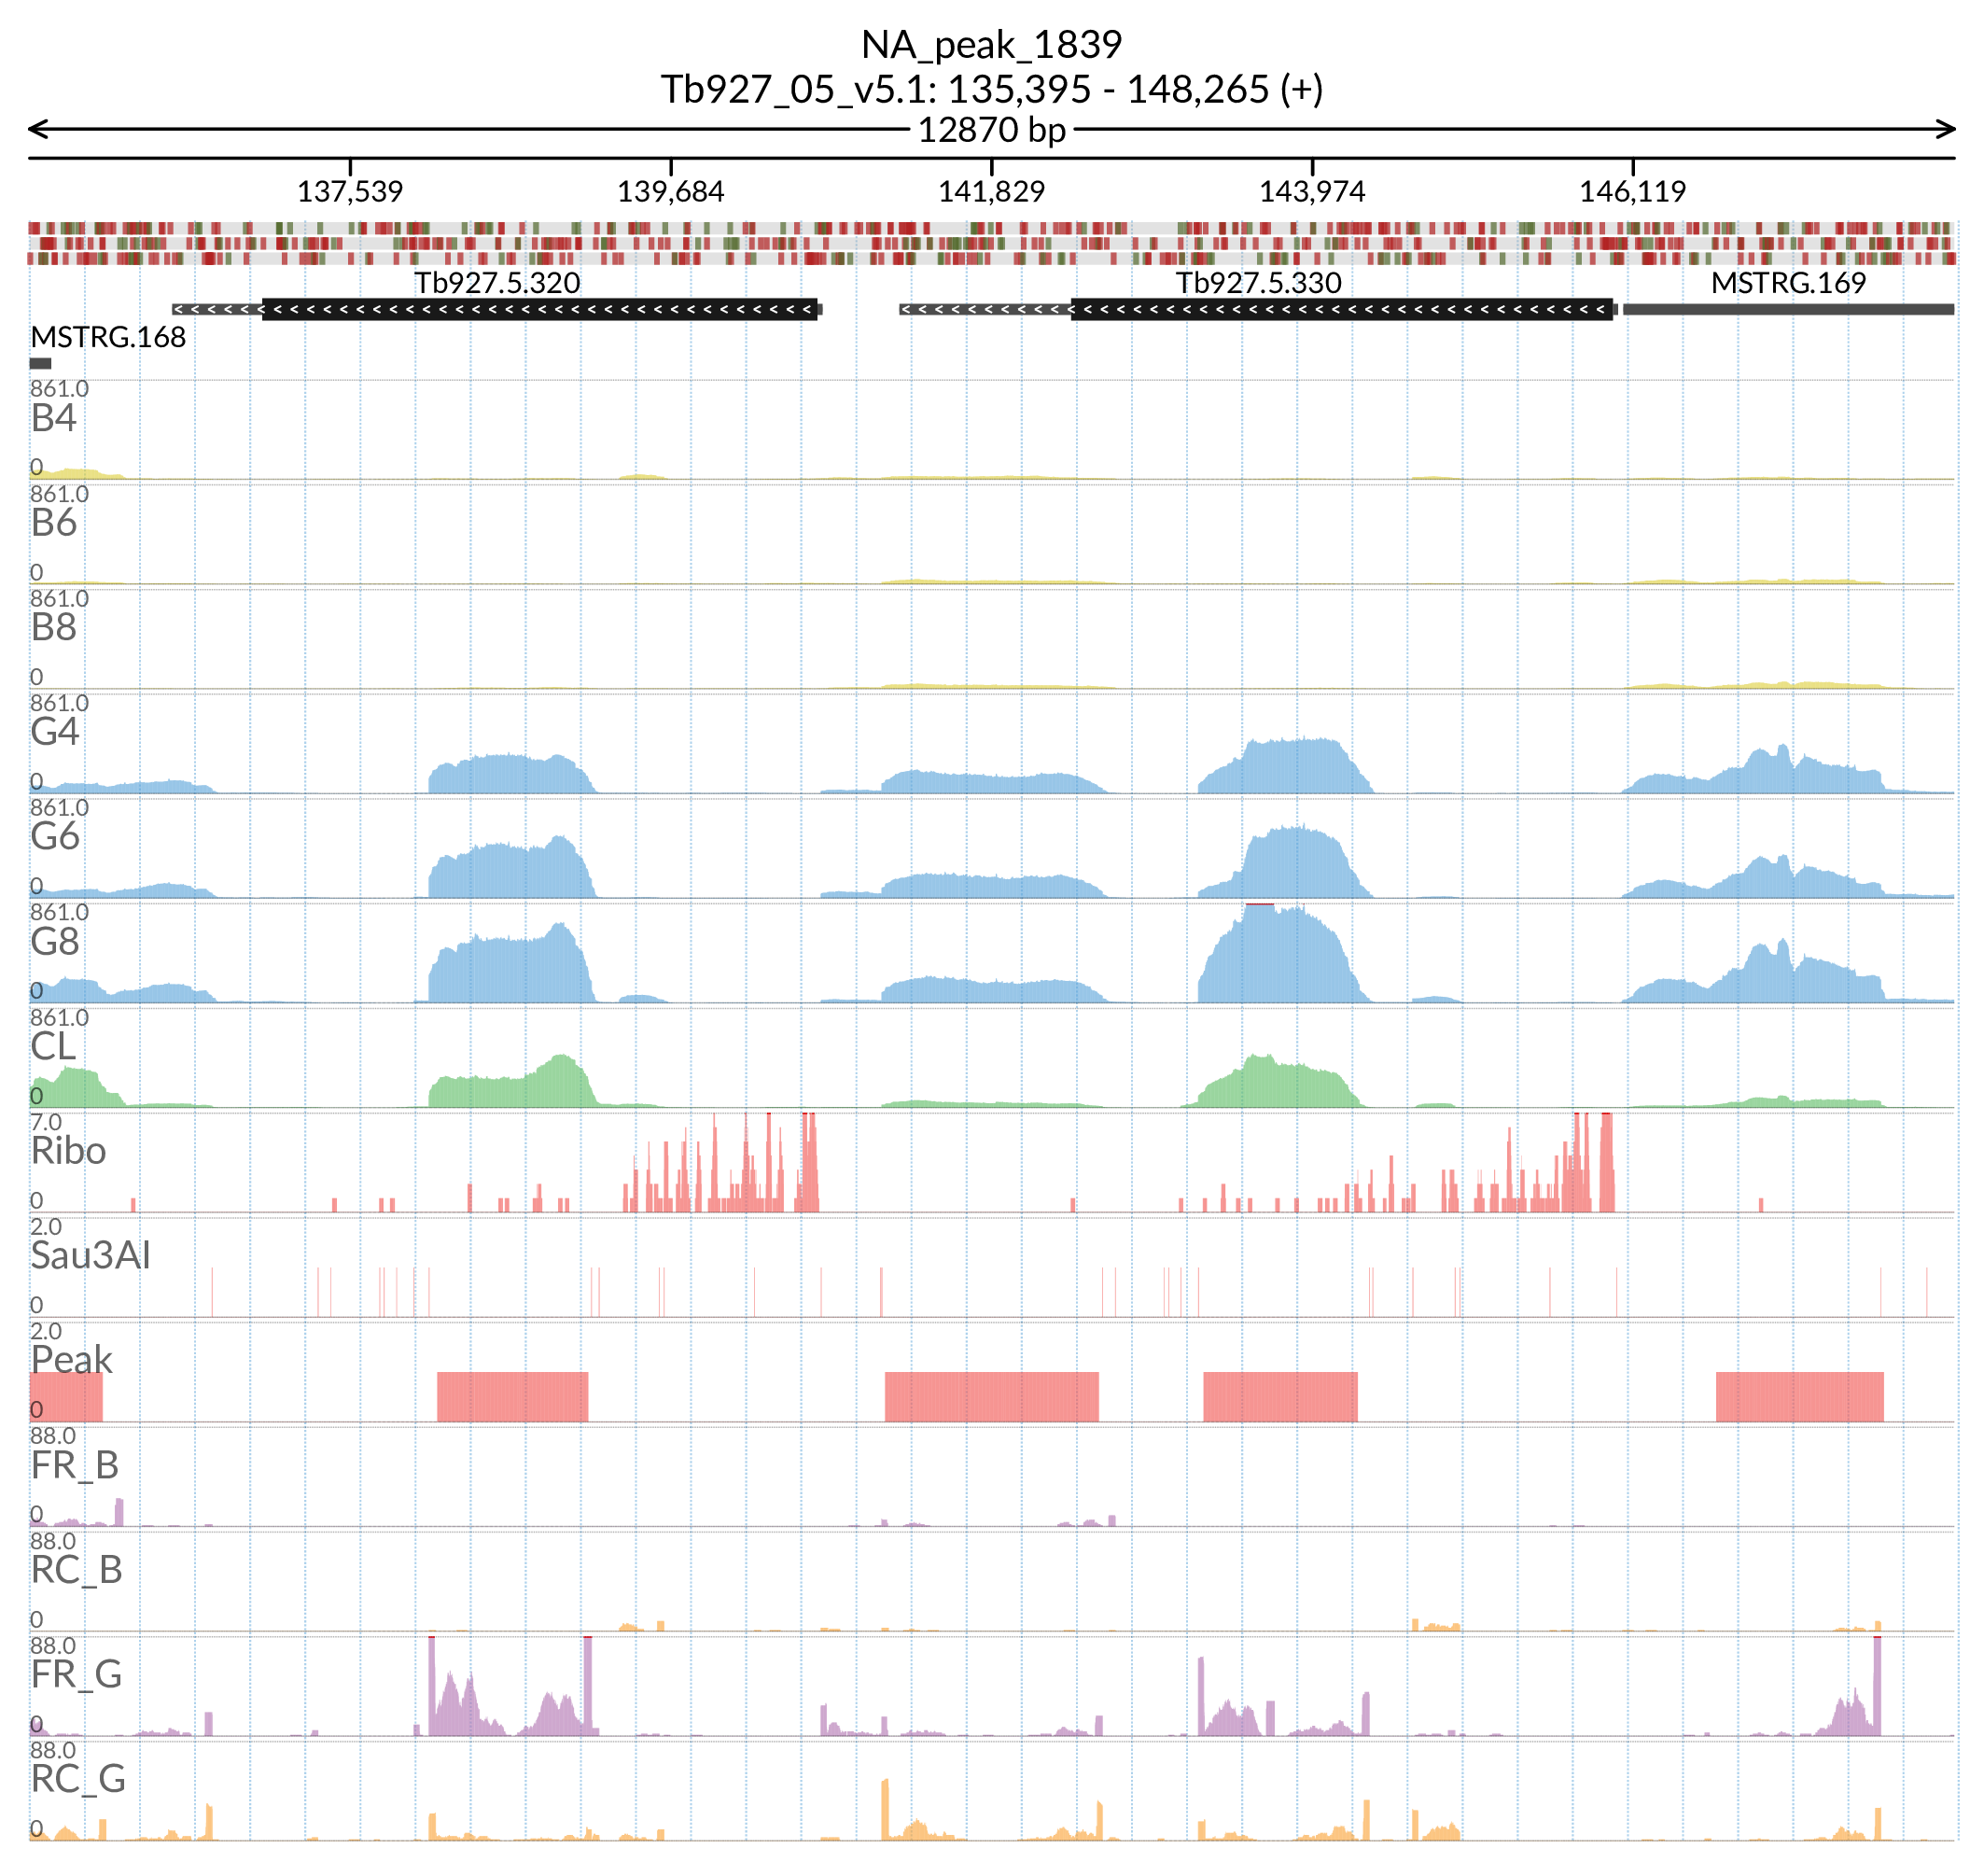 NA_peak_1839
Tb927_05_v5.1: 135,395 - 148,265 (+)
12870 bp
137,539 139,684 141,829 143,974 146,119
Tb927.5.320 Tb927.5.330 MSTRG.169
MSTRG.168
861.0
B4
0
861.0
B6
0
861.0
B8
0
861.0
G4
0
861.0
G6
0
861.0
G8
0
861.0
CL
0
7.0
Ribo
0
2.0
Sau3AI
0
2.0
Peak
0
88.0
FR_B
0
88.0
RC_B
0
88.0
FR_G
0
88.0
RC_G
0